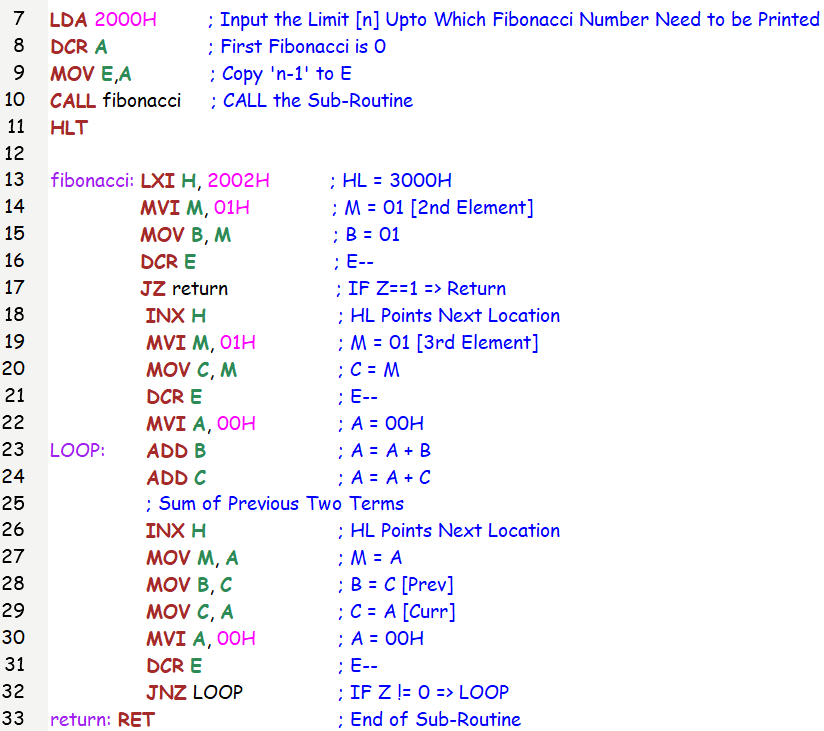 7 LDA 2000H ; Input the Limit [n] Upto Which Fibonacci Number Need to be Printed
8 DCR A ; First Fibonacci is 0
9 MOV E,A ; Copy 'n-1' to E
10 CALL fibonacci ; CALL the Sub-Routine
11 HLT
12
13 fibonacci: LXI H, 2002H ; HL = 3000H
14 MVI M, 01H ; M = 01 [2nd Element]
15 MOV B, M ; B = 01
16 DCR E ; E--
17 JZ return ; IF Z==1 => Return
18 INX H ; HL Points Next Location
19 MVI M, 01H ; M = 01 [3rd Element]
20 MOV C, M ; C = M
21 DCR E ; E--
22 MVI A, 00H ; A = 00H
23 LOOP: ADD B ; A = A + B
24 ADD C ; A = A + C
25 ; Sum of Previous Two Terms
26 INX H ; HL Points Next Location
27 MOV M, A ; M = A
28 MOV B, C ; B = C [Prev]
29 MOV C, A ; C = A [Curr]
30 MVI A, 00H ; A = 00H
31 DCR E ; E--
32 JNZ LOOP ; IF Z != 0 => LOOP
33 return: RET ; End of Sub-Routine